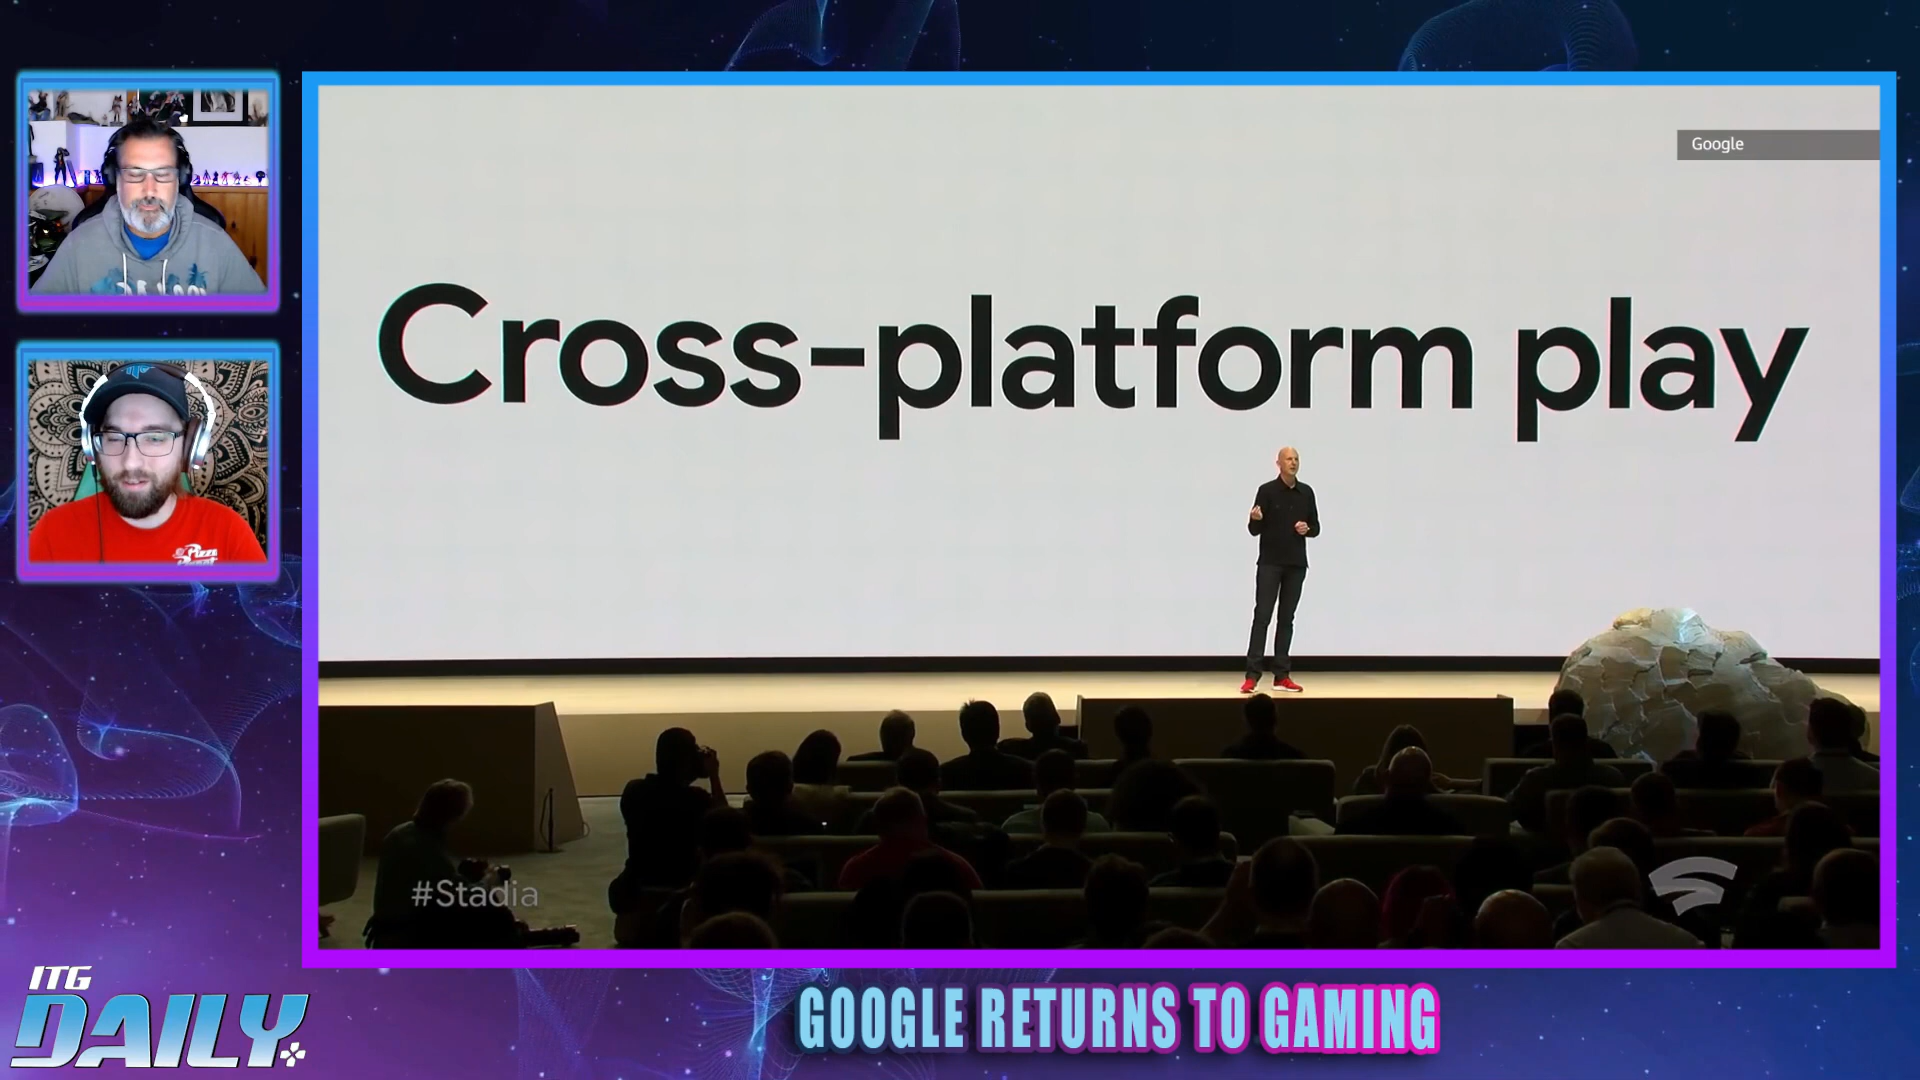 Google
Cross-platform play
#Stadia
ITG
DAILY
GOOGLE RETURNS TO GAMING